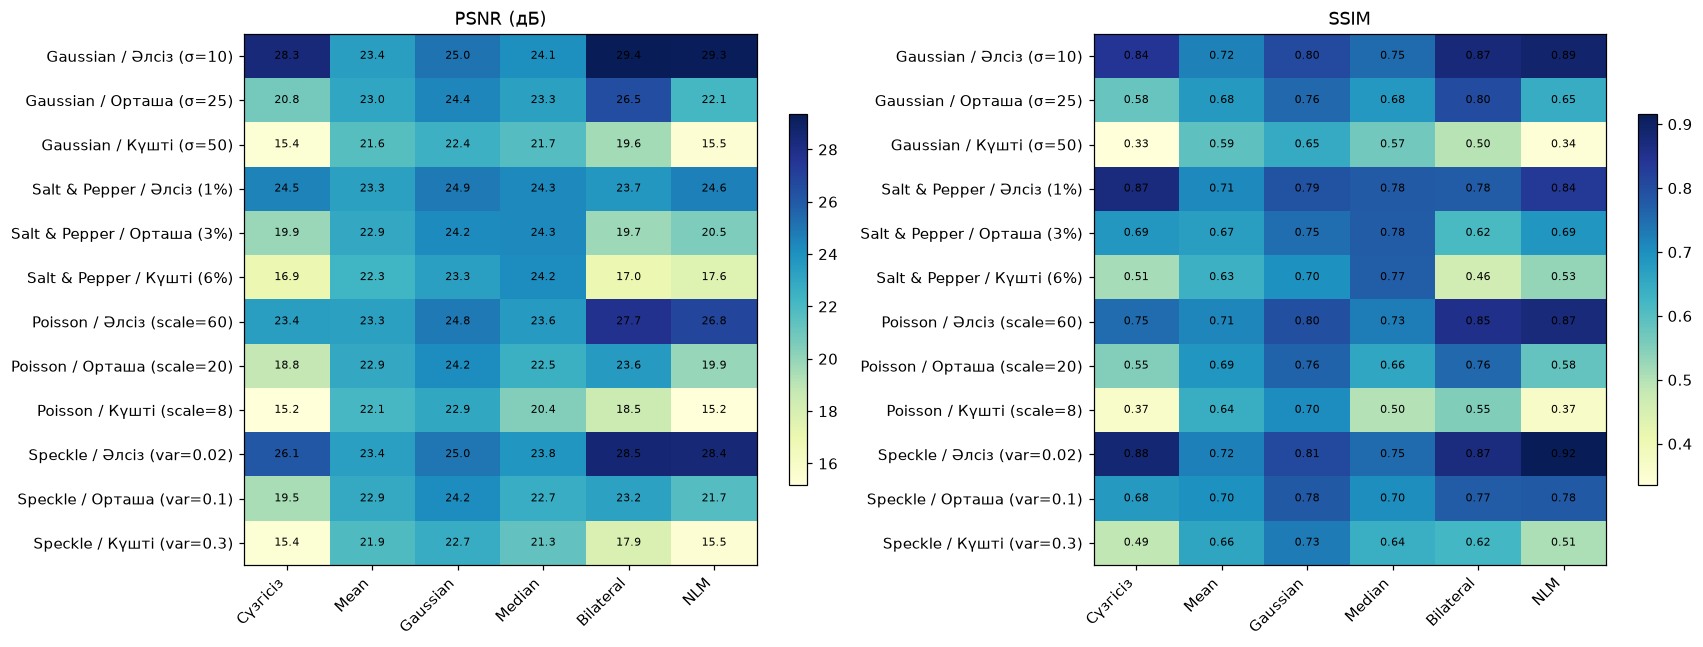 PSNR (дБ)
Gaussian / Әлсіз (σ=10) 28.3 23.4 25.0 24.1 29.4 29.3
Gaussian / Орташа (σ=25) 20.8 23.0 24.4 23.3 26.5 22.1
Gaussian / Күшті (σ=50) 15.4 21.6 22.4 21.7 19.6 15.5
Salt & Pepper / Әлсіз (1%) 24.5 23.3 24.9 24.3 23.7 24.6
Salt & Pepper / Орташа (3%) 19.9 22.9 24.2 24.3 19.7 20.5
Salt & Pepper / Күшті (6%) 16.9 22.3 23.3 24.2 17.0 17.6
Poisson / Әлсіз (scale=60) 23.4 23.3 24.8 23.6 27.7 26.8
Poisson / Орташа (scale=20) 18.8 22.9 24.2 22.5 23.6 19.9
Poisson / Күшті (scale=8) 15.2 22.1 22.9 20.4 18.5 15.2
Speckle / Әлсіз (var=0.02) 26.1 23.4 25.0 23.8 28.5 28.4
Speckle / Орташа (var=0.1) 19.5 22.9 24.2 22.7 23.2 21.7
Speckle / Күшті (var=0.3) 15.4 21.9 22.7 21.3 17.9 15.5
Сүзгісіз Mean Gaussian Median Bilateral NLM
28
26
24
22
20
18
16
SSIM
Gaussian / Әлсіз (σ=10) 0.84 0.72 0.80 0.75 0.87 0.89
Gaussian / Орташа (σ=25) 0.58 0.68 0.76 0.68 0.80 0.65
Gaussian / Күшті (σ=50) 0.33 0.59 0.65 0.57 0.50 0.34
Salt & Pepper / Әлсіз (1%) 0.87 0.71 0.79 0.78 0.78 0.84
Salt & Pepper / Орташа (3%) 0.69 0.67 0.75 0.78 0.62 0.69
Salt & Pepper / Күшті (6%) 0.51 0.63 0.70 0.77 0.46 0.53
Poisson / Әлсіз (scale=60) 0.75 0.71 0.80 0.73 0.85 0.87
Poisson / Орташа (scale=20) 0.55 0.69 0.76 0.66 0.76 0.58
Poisson / Күшті (scale=8) 0.37 0.64 0.70 0.50 0.55 0.37
Speckle / Әлсіз (var=0.02) 0.88 0.72 0.81 0.75 0.87 0.92
Speckle / Орташа (var=0.1) 0.68 0.70 0.78 0.70 0.77 0.78
Speckle / Күшті (var=0.3) 0.49 0.66 0.73 0.64 0.62 0.51
Сүзгісіз Mean Gaussian Median Bilateral NLM
0.9
0.8
0.7
0.6
0.5
0.4